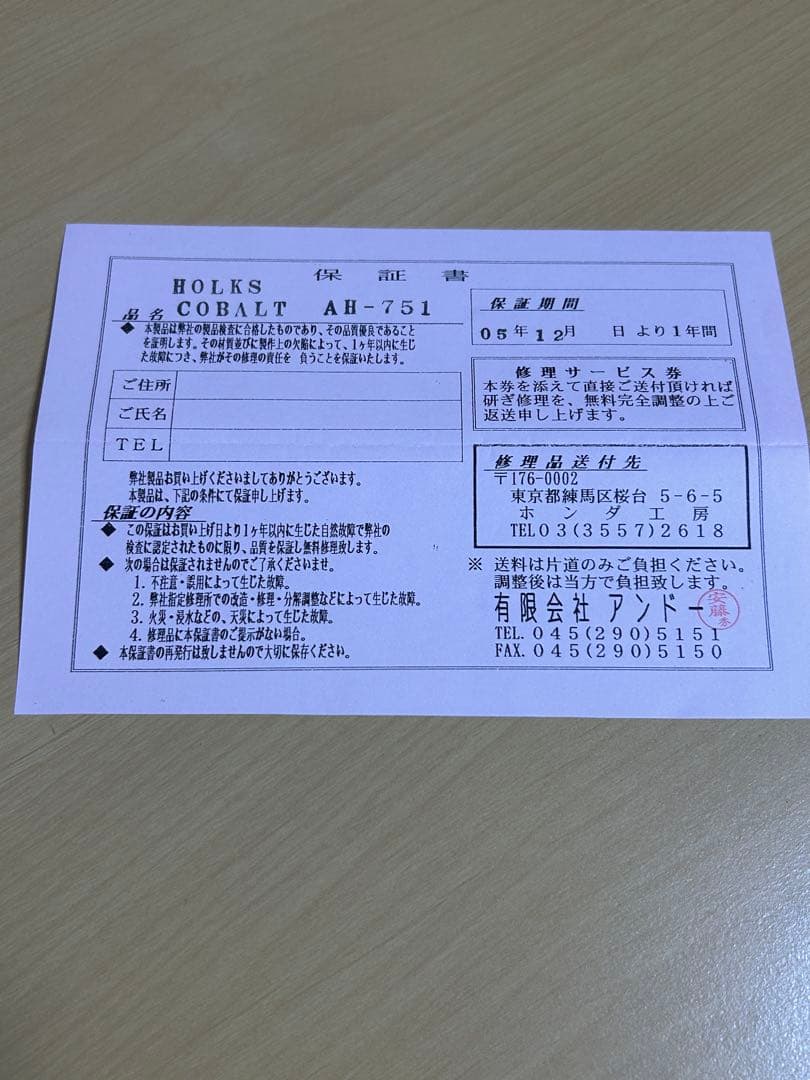 保証書
HOLKS
品名 COBALT AH-751
◆ 本製品は弊社の製品検査に合格したものであり、その品質優良であること
を証明します。その材質並びに製作上の欠陥によって、1ヶ年以内に生じ
た故障につき、弊社がその修理の責任を 負うことを保証いたします。
ご住所
ご氏名
TEL
弊社製品お買い上げくださいましてありがとうございます。
本製品は、下記の条件にて保証申し上げます。
保証の内容
◆ この保証はお買い上げ日より1ヶ年以内に生じた自然故障で弊社の
検査に認定されたものに限り、品質を保証し無料修理致します。
◆ 次の場合は保証されませんのでご了承くださいませ。
1. 不注意・誤用によって生じた故障。
2. 弊社指定修理所での改造・修理・分解調整などによって生じた故障。
3. 火災・浸水などの、天災によって生じた故障。
4. 修理品に本保証書のご提示がない場合。
◆ 本保証書の再発行は致しませんので大切に保存ください。
保証期間
05年12月 日より1年間
修理サービス券
本券を添えて直接ご送付頂ければ
研ぎ修理を、無料完全調整の上ご
返送申し上げます。
修理品送付先
〒176-0002
東京都練馬区桜台 5-6-5
ホンダ工房
TEL03(3557)2618
※ 送料は片道のみご負担ください。
調整後は当方で負担致します。
有限会社 アンドー
安藤秀
TEL.045(290)5151
FAX.045(290)5150